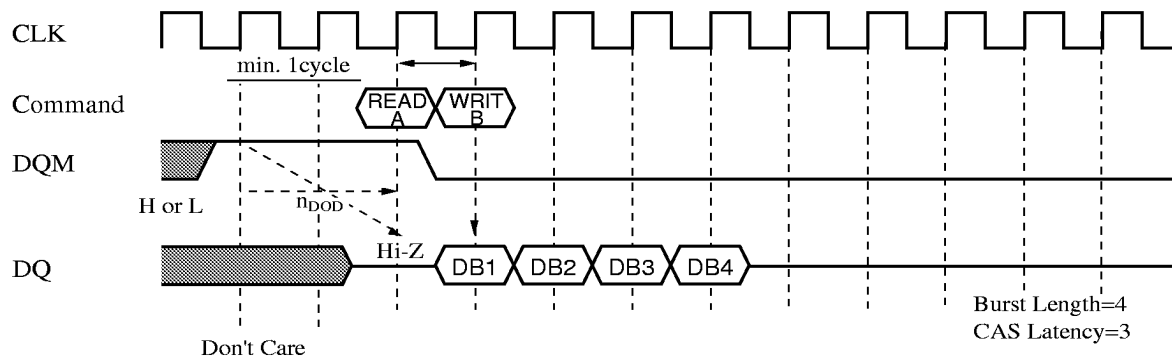 CLK
min. 1cycle
Command
READ WRIT
A B
DQM
H or L
nDOD
Hi-Z
DQ
DB1 DB2 DB3 DB4
Burst Length=4
CAS Latency=3
Don't Care